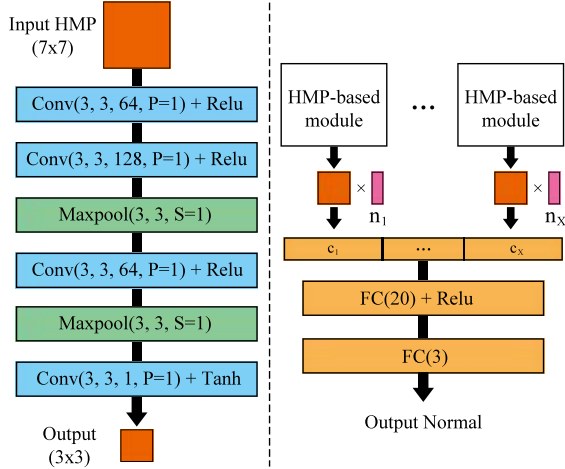 Input HMP
(7x7)
Conv(3, 3, 64, P=1) + Relu
Conv(3, 3, 128, P=1) + Relu
Maxpool(3, 3, S=1)
Conv(3, 3, 64, P=1) + Relu
Maxpool(3, 3, S=1)
Conv(3, 3, 1, P=1) + Tanh
Output
(3x3)
HMP-based
module
...
HMP-based
module
× n₁
× nₓ
c₁ ... cₓ
FC(20) + Relu
FC(3)
Output Normal